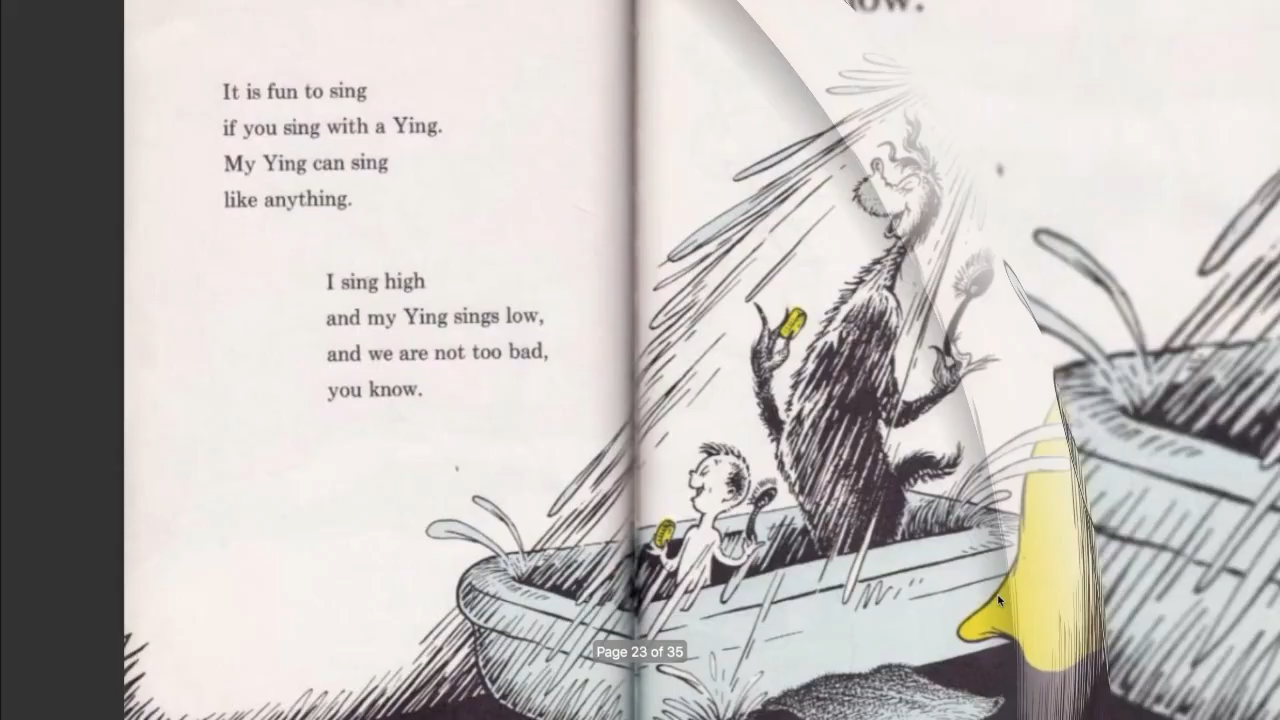 It is fun to sing
if you sing with a Ying.
My Ying can sing
like anything.
I sing high
and my Ying sings low,
and we are not too bad,
you know.
Page 23 of 35